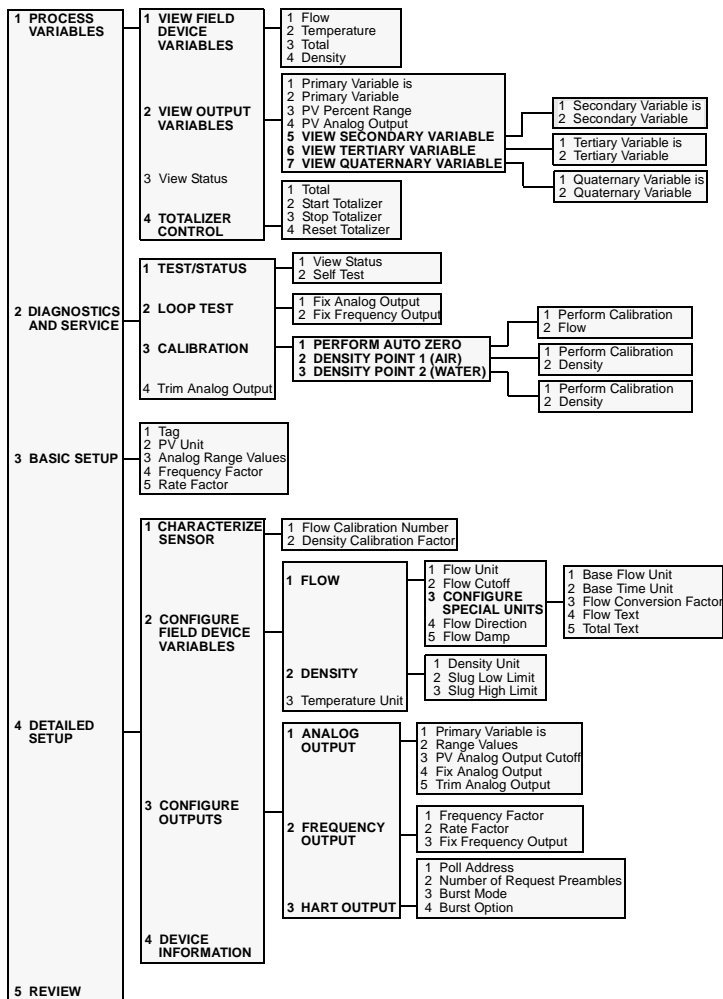 1 PROCESS
VARIABLES
1 VIEW FIELD
DEVICE
VARIABLES
1 Flow
2 Temperature
3 Total
4 Density
2 VIEW OUTPUT
VARIABLES
1 Primary Variable is
2 Primary Variable
3 PV Percent Range
4 PV Analog Output
5 VIEW SECONDARY VARIABLE
6 VIEW TERTIARY VARIABLE
7 VIEW QUATERNARY VARIABLE
1 Secondary Variable is
2 Secondary Variable
1 Tertiary Variable is
2 Tertiary Variable
1 Quaternary Variable is
2 Quaternary Variable
3 View Status
4 TOTALIZER
CONTROL
1 Total
2 Start Totalizer
3 Stop Totalizer
4 Reset Totalizer
2 DIAGNOSTICS
AND SERVICE
1 TEST/STATUS
1 View Status
2 Self Test
2 LOOP TEST
1 Fix Analog Output
2 Fix Frequency Output
3 CALIBRATION
1 PERFORM AUTO ZERO
2 DENSITY POINT 1 (AIR)
3 DENSITY POINT 2 (WATER)
1 Perform Calibration
2 Flow
1 Perform Calibration
2 Density
1 Perform Calibration
2 Density
4 Trim Analog Output
3 BASIC SETUP
1 Tag
2 PV Unit
3 Analog Range Values
4 Frequency Factor
5 Rate Factor
4 DETAILED
SETUP
1 CHARACTERIZE
SENSOR
1 Flow Calibration Number
2 Density Calibration Factor
2 CONFIGURE
FIELD DEVICE
VARIABLES
1 FLOW
1 Flow Unit
2 Flow Cutoff
3 CONFIGURE
SPECIAL UNITS
4 Flow Direction
5 Flow Damp
1 Base Flow Unit
2 Base Time Unit
3 Flow Conversion Factor
4 Flow Text
5 Total Text
2 DENSITY
1 Density Unit
2 Slug Low Limit
3 Slug High Limit
3 Temperature Unit
3 CONFIGURE
OUTPUTS
1 ANALOG
OUTPUT
1 Primary Variable is
2 Range Values
3 PV Analog Output Cutoff
4 Fix Analog Output
5 Trim Analog Output
2 FREQUENCY
OUTPUT
1 Frequency Factor
2 Rate Factor
3 Fix Frequency Output
3 HART OUTPUT
1 Poll Address
2 Number of Request Preambles
3 Burst Mode
4 Burst Option
4 DEVICE
INFORMATION
5 REVIEW